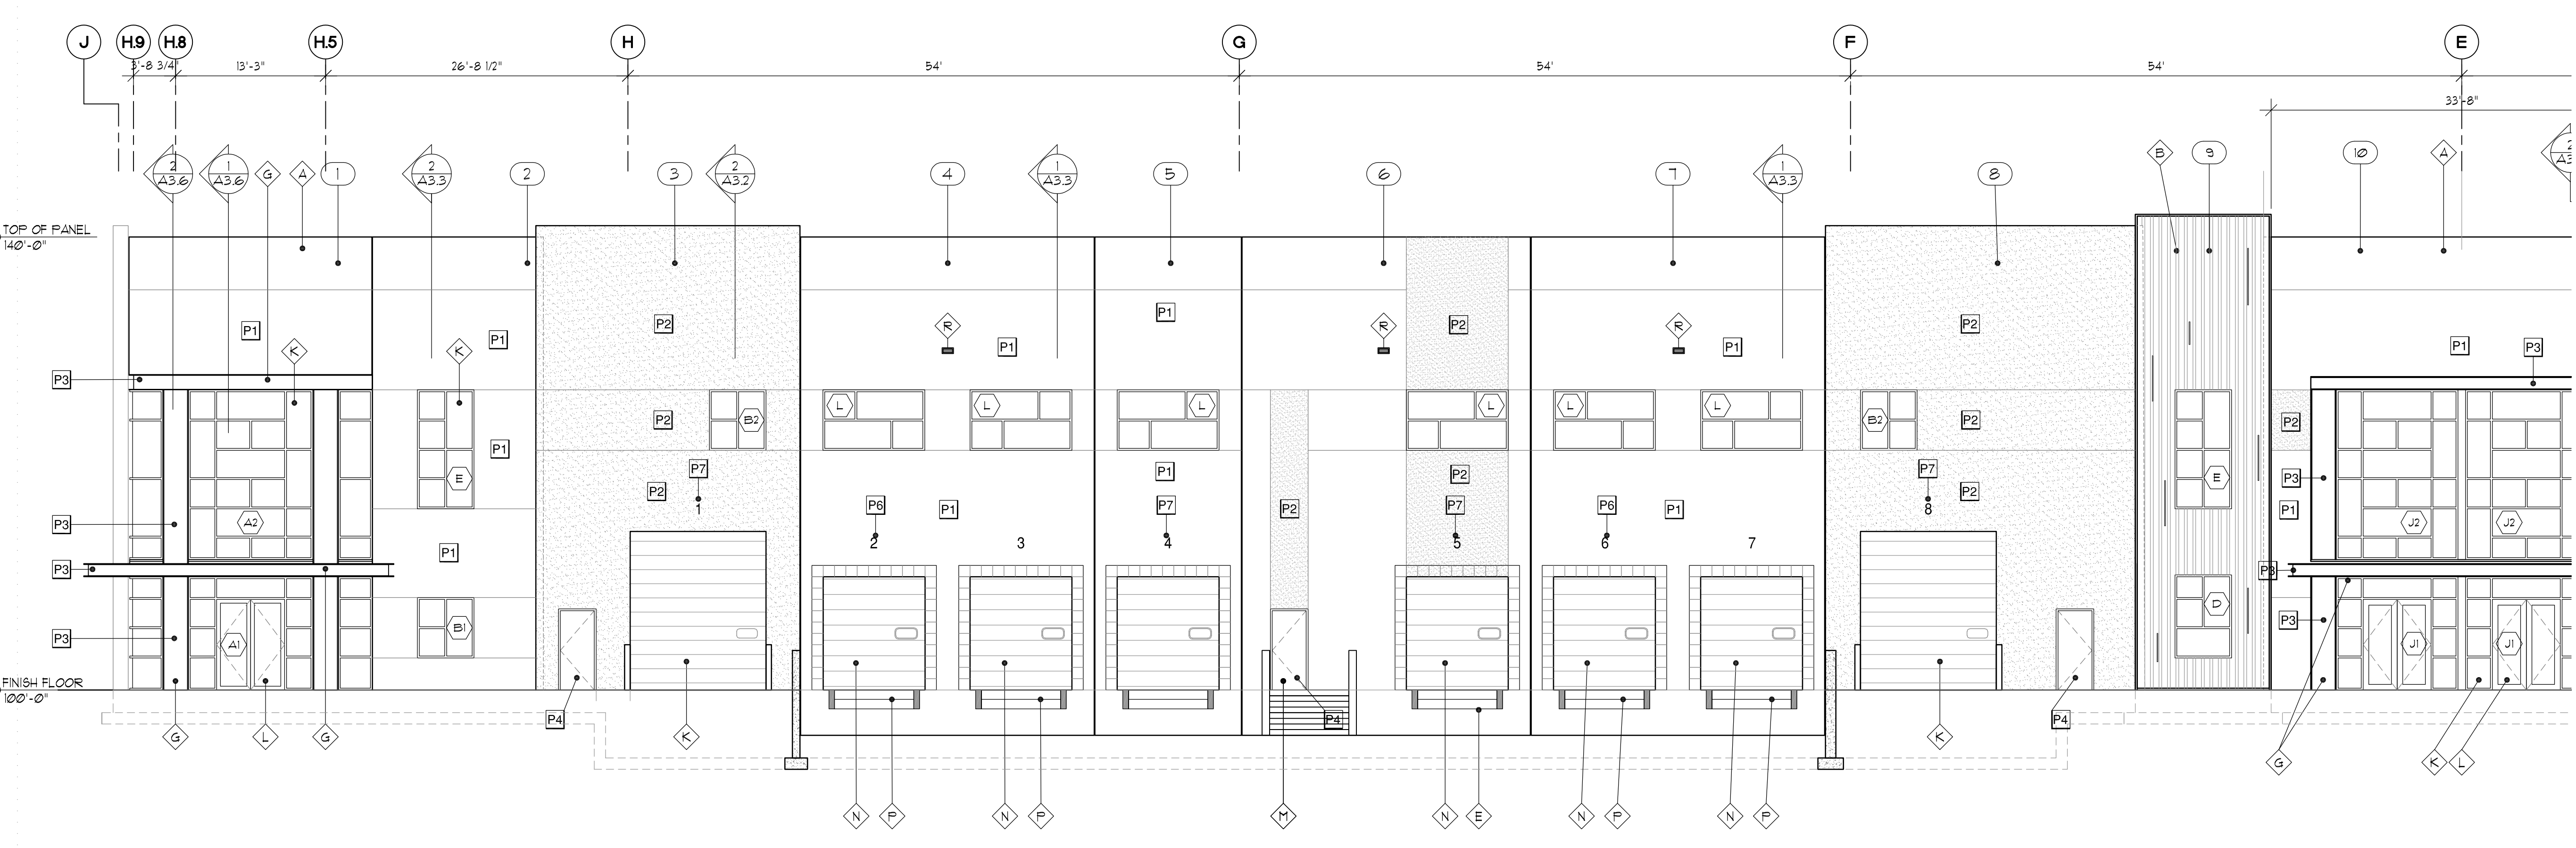 J H.9 H.8 H.5 H G F E
3'-8 3/4" 13'-3" 26'-8 1/2" 54' 54' 54'
33'-8"
B 9 10 A
2 A3.6 1 A3.6 G A 1 2 A3.3 2 3 2 A3.2 4 1 A3.3 5 6 7 1 A3.3 8
TOP OF PANEL
140'-0"
P1 P1 P2 R P1 P1 R P2 R P1 P2 P1 P3
K K
P3
L L L L L L
P2 B2 B2 P2 P2
P1 E P7 P1 P2 P7 E P3
P2 P2
1 8
A2 P6 P1 P7 P2 P7 P6 P1 P1 J2 J2
P3
2 3 4 5 6 7
P1
P3 P3
D
B1
P3 A1 P3 J1 J1
FINISH FLOOR
100'-0"
P4 P4 P4
G L G K K
G K L
N P N P M N E N P N P